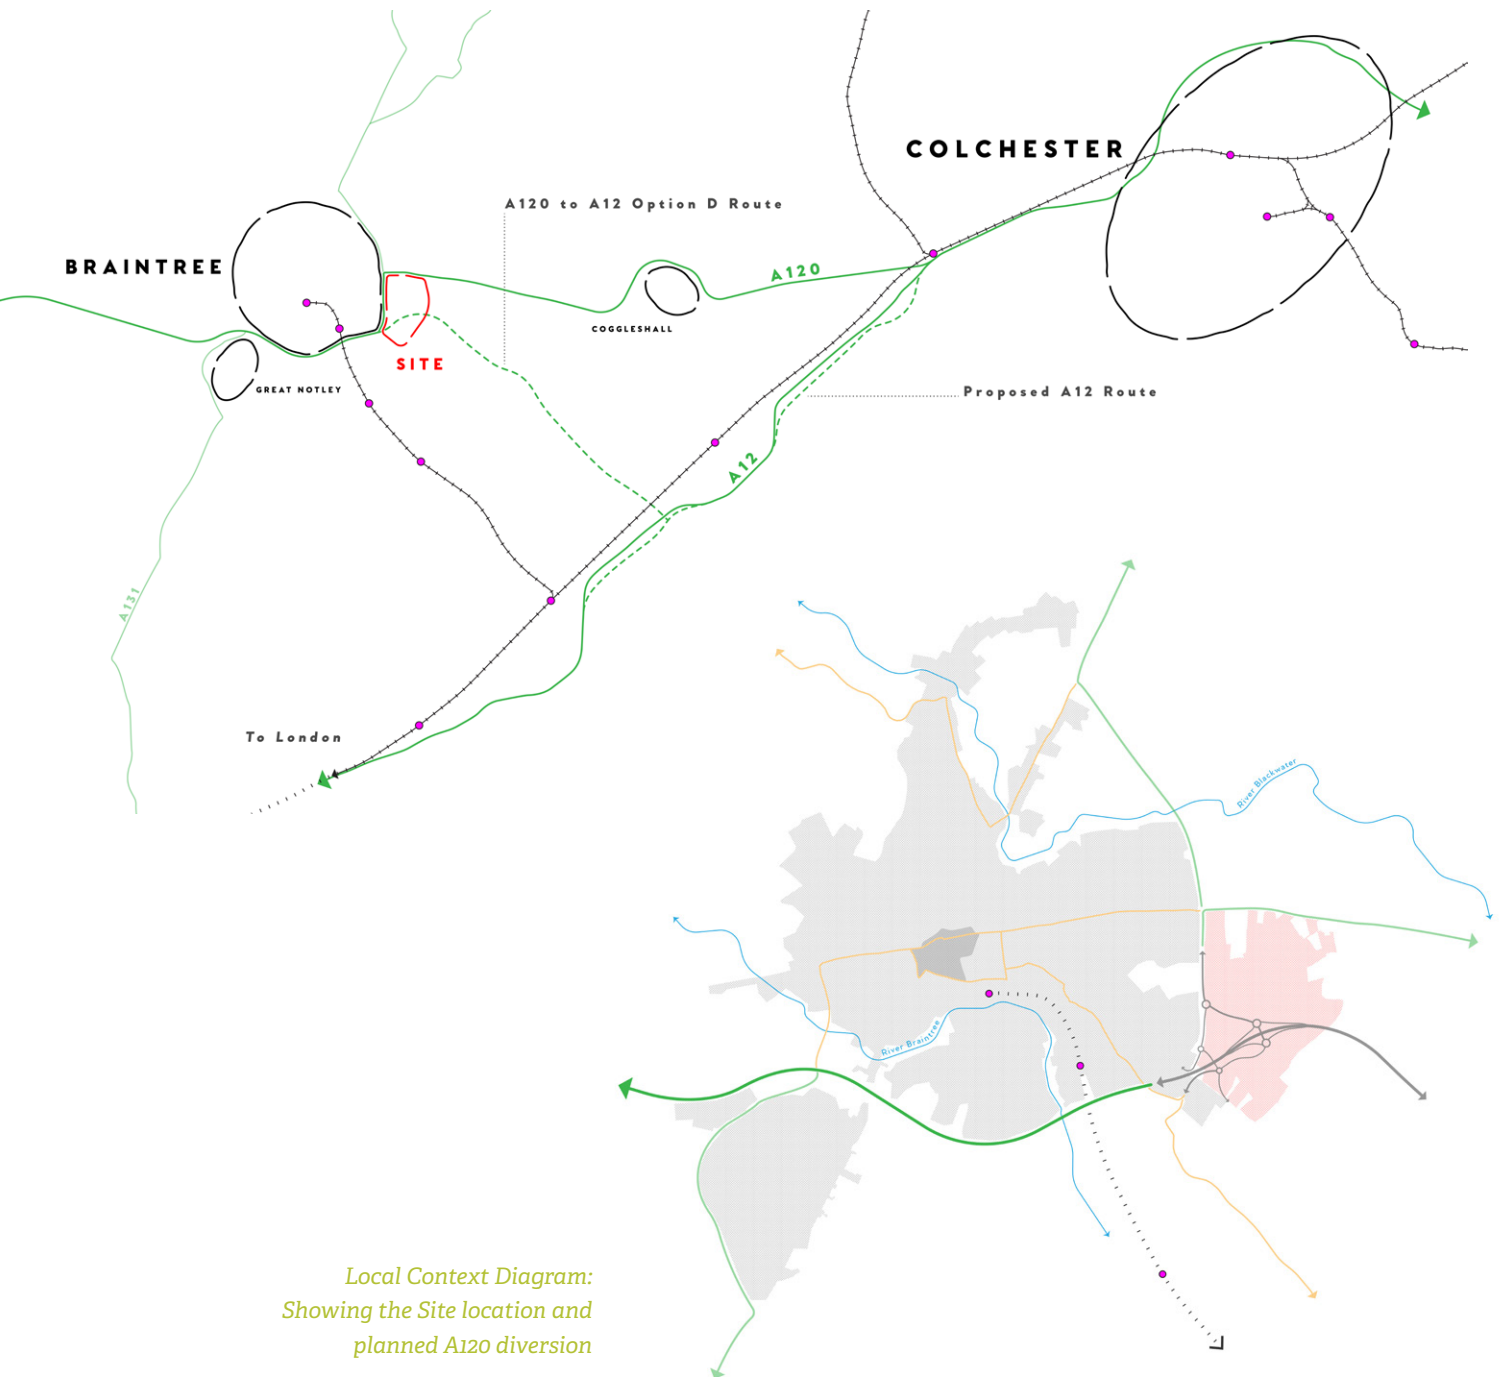 COLCHESTER
A120 to A12 Option D Route
BRAINTREE
A120
COGGLESHALL
SITE
GREAT NOTLEY
Proposed A12 Route
A12
A131
To London
River Blackwater
River Braintree
Local Context Diagram:
Showing the Site location and
planned A120 diversion